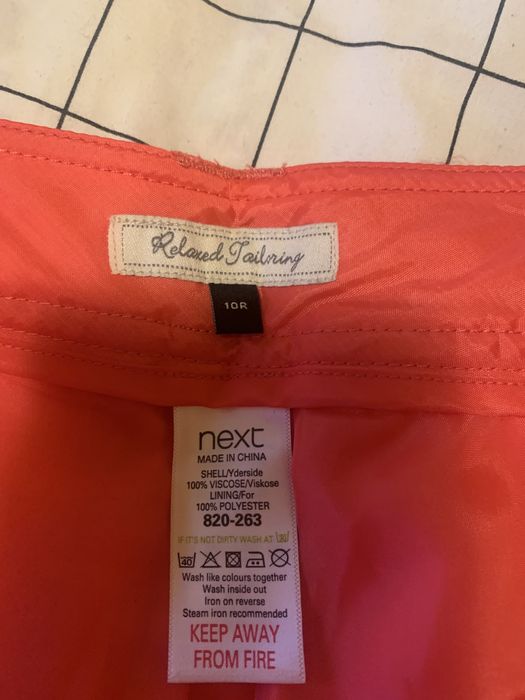 Relaxed Tailoring
10R
next
MADE IN CHINA
SHELL/Yderside
100% VISCOSE/Viskose
LINING/For
100% POLYESTER
820-263
IF IT'S NOT DIRTY WASH AT 30
40
Wash like colours together
Wash inside out
Iron on reverse
Steam iron recommended
KEEP AWAY
FROM FIRE